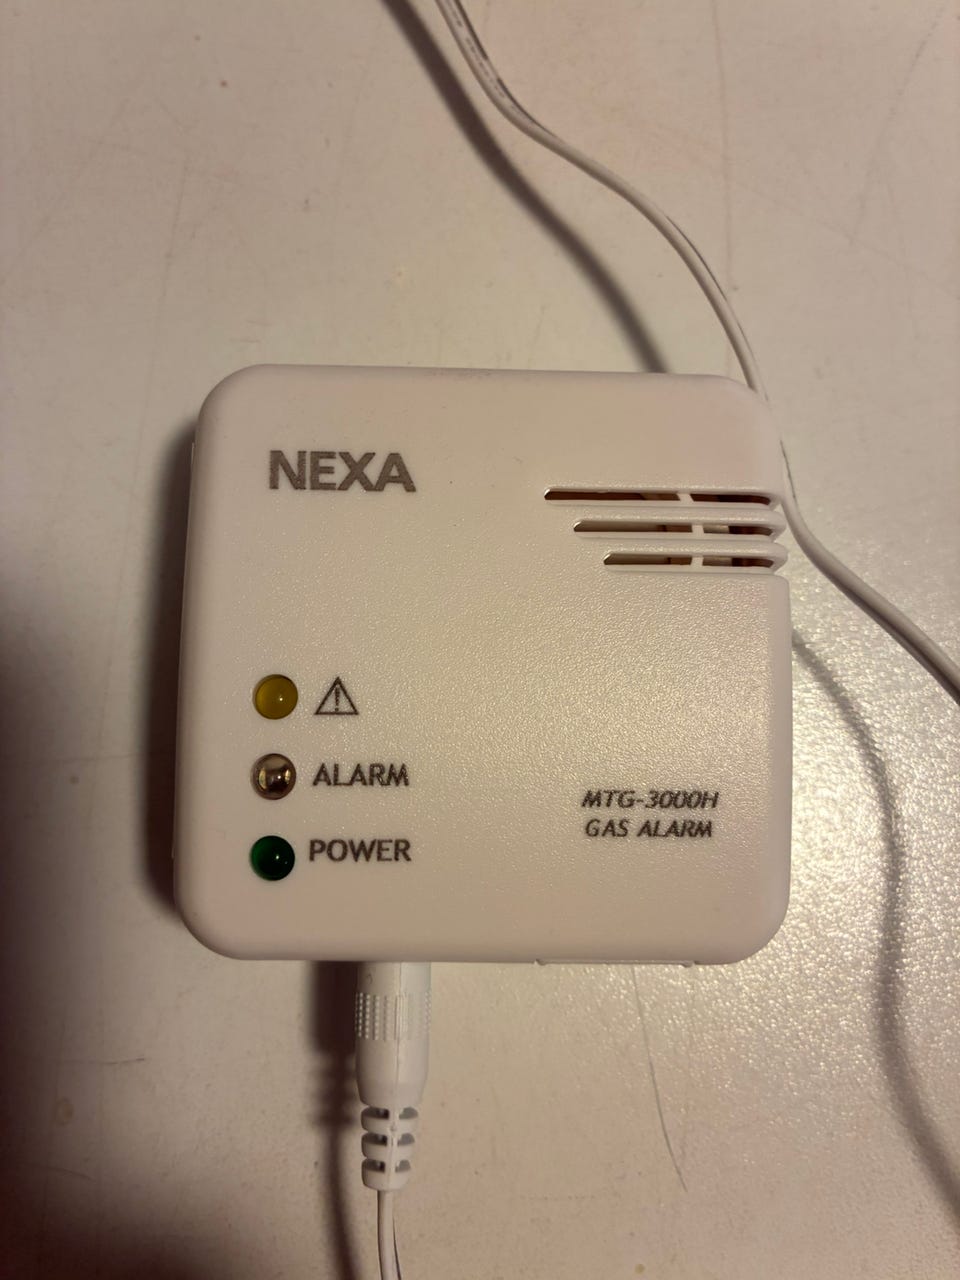 NEXA
ALARM
POWER
MTG-3000H
GAS ALARM